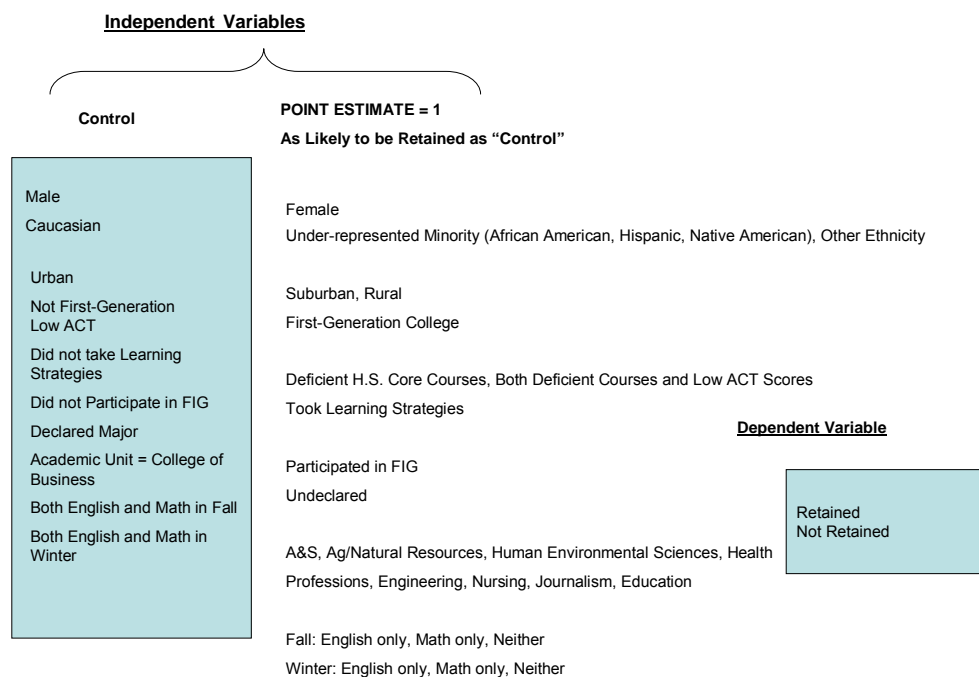 Independent Variables
Control
POINT ESTIMATE = 1
As Likely to be Retained as “Control”
Male
Caucasian
Urban
Not First-Generation
Low ACT
Did not take Learning
Strategies
Did not Participate in FIG
Declared Major
Academic Unit = College of
Business
Both English and Math in Fall
Both English and Math in
Winter
Female
Under-represented Minority (African American, Hispanic, Native American), Other Ethnicity
Suburban, Rural
First-Generation College
Deficient H.S. Core Courses, Both Deficient Courses and Low ACT Scores
Took Learning Strategies
Participated in FIG
Undeclared
A&S, Ag/Natural Resources, Human Environmental Sciences, Health
Professions, Engineering, Nursing, Journalism, Education
Fall: English only, Math only, Neither
Winter: English only, Math only, Neither
Dependent Variable
Retained
Not Retained